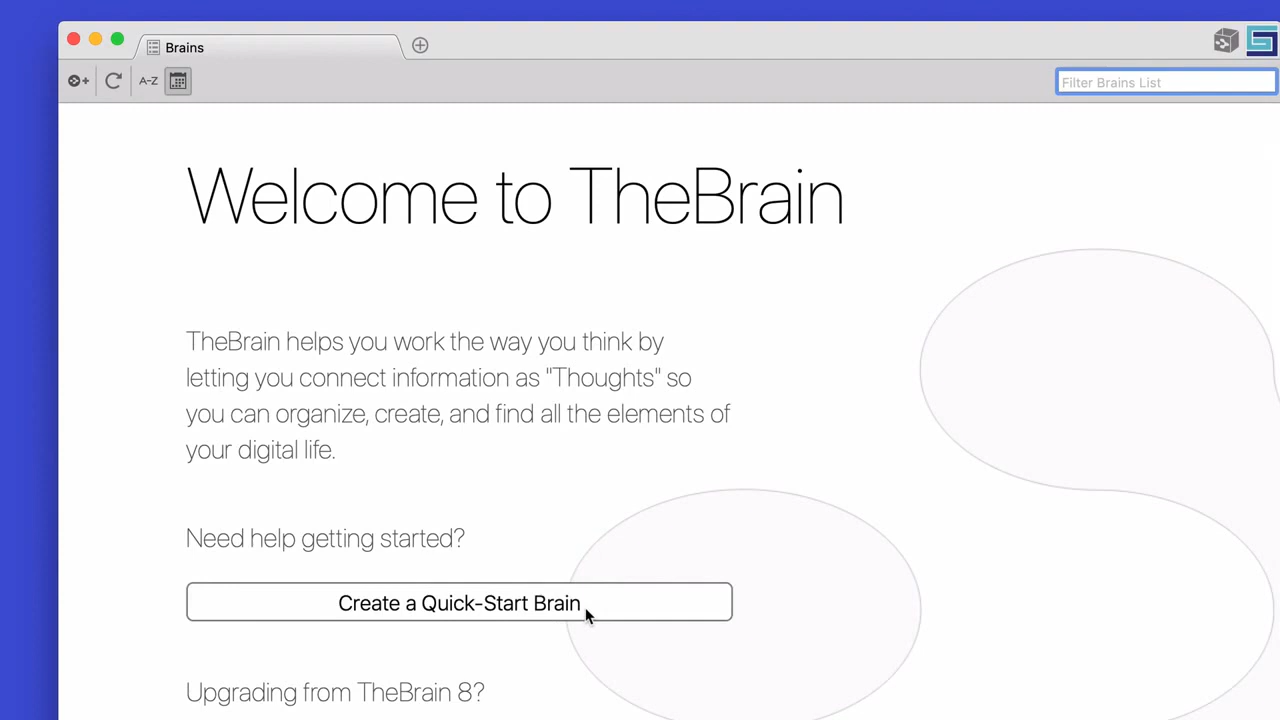 Brains
A-Z
Filter Brains List
Welcome to TheBrain
TheBrain helps you work the way you think by
letting you connect information as "Thoughts" so
you can organize, create, and find all the elements of
your digital life.
Need help getting started?
Create a Quick-Start Brain
Upgrading from TheBrain 8?